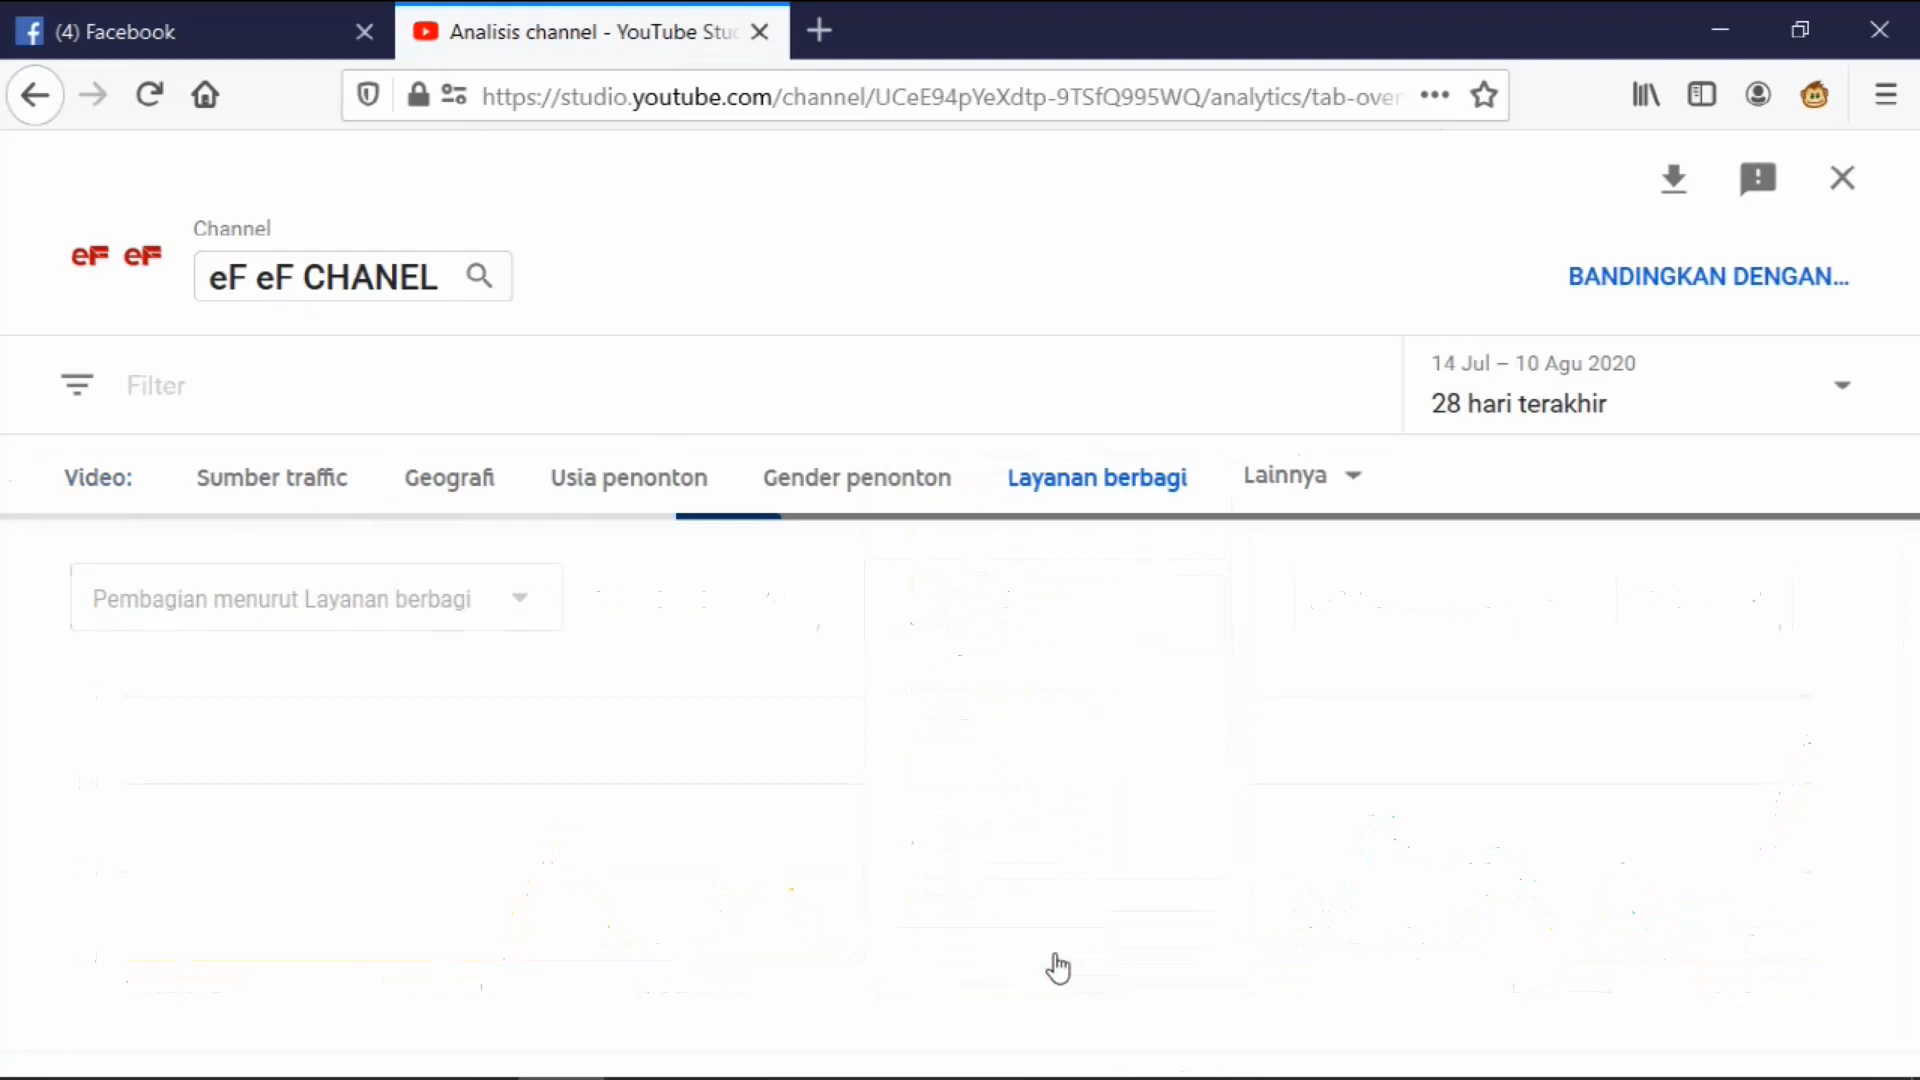 (4) Facebook
Analisis channel - YouTube Stu
https://studio.youtube.com/channel/UCeE94pYeXdtp-9TSfQ995WQ/analytics/tab-over
Channel
eF eF
eF eF CHANEL
BANDINGKAN DENGAN...
Filter
14 Jul – 10 Agu 2020
28 hari terakhir
Video:
Sumber traffic
Geografi
Usia penonton
Gender penonton
Layanan berbagi
Lainnya
Pembagian menurut Layanan berbagi